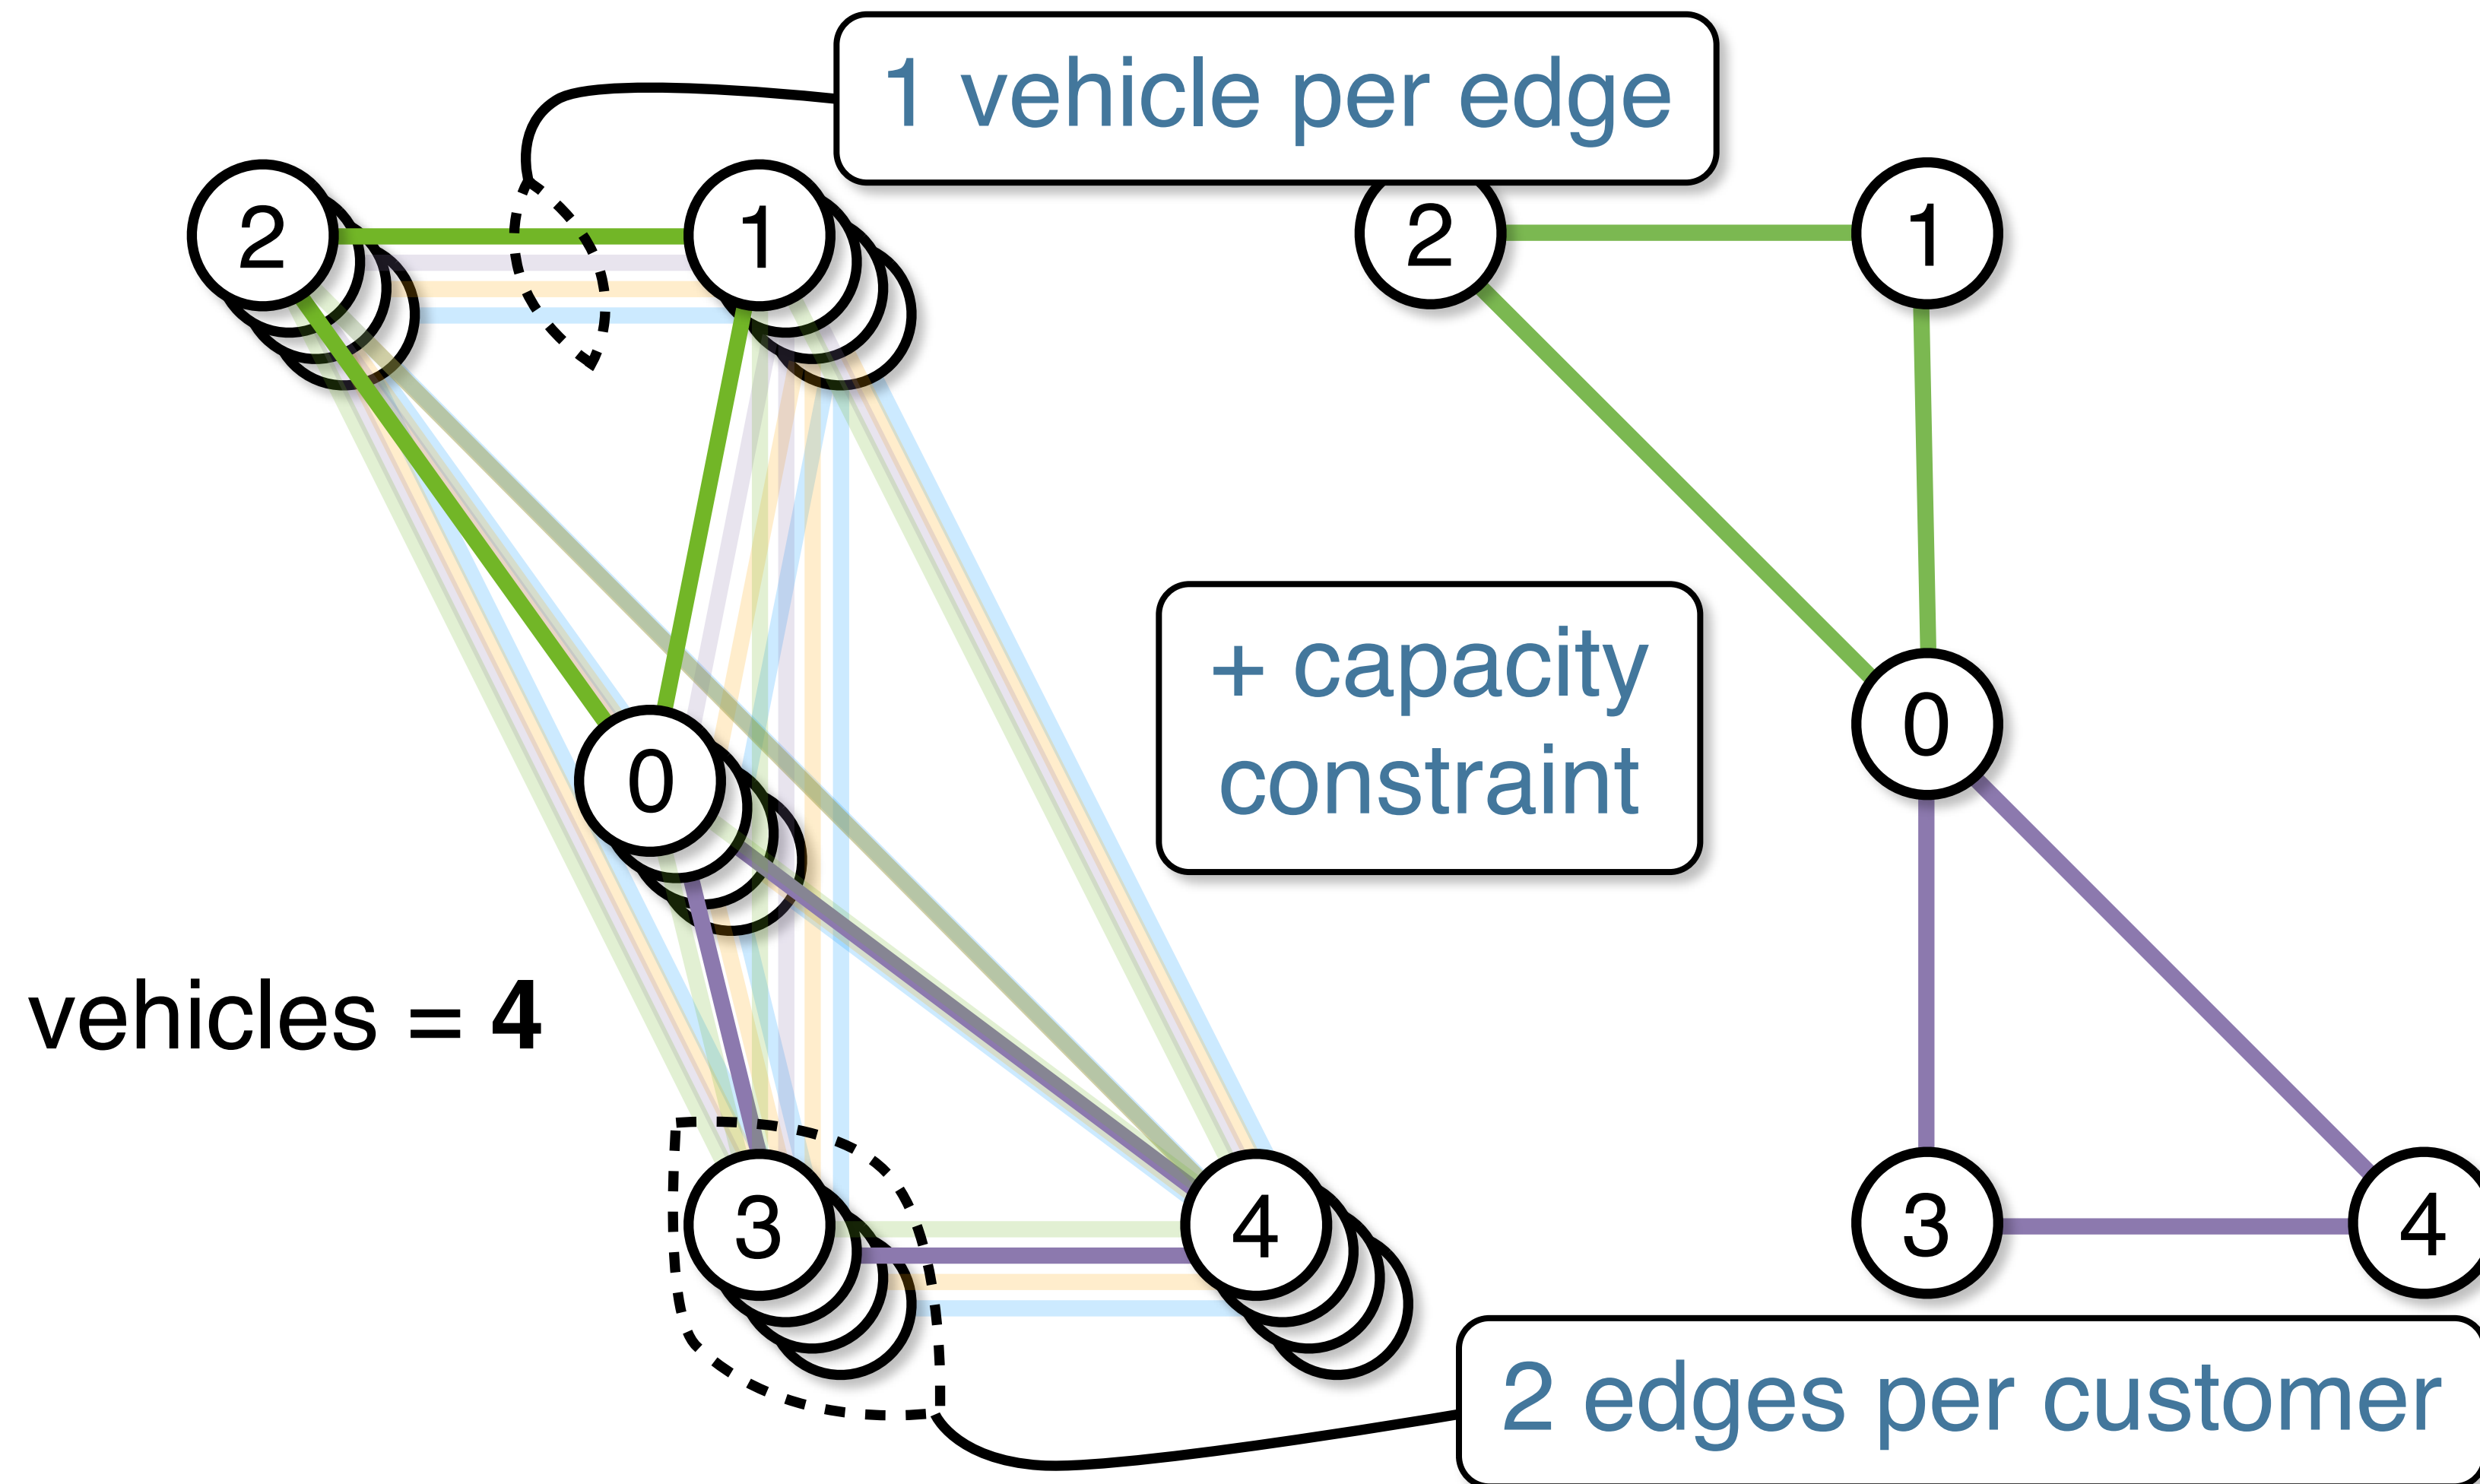 1 vehicle per edge
2
1
2
1
+ capacity
constraint
0
0
vehicles = 4
3
4
3
4
2 edges per customer